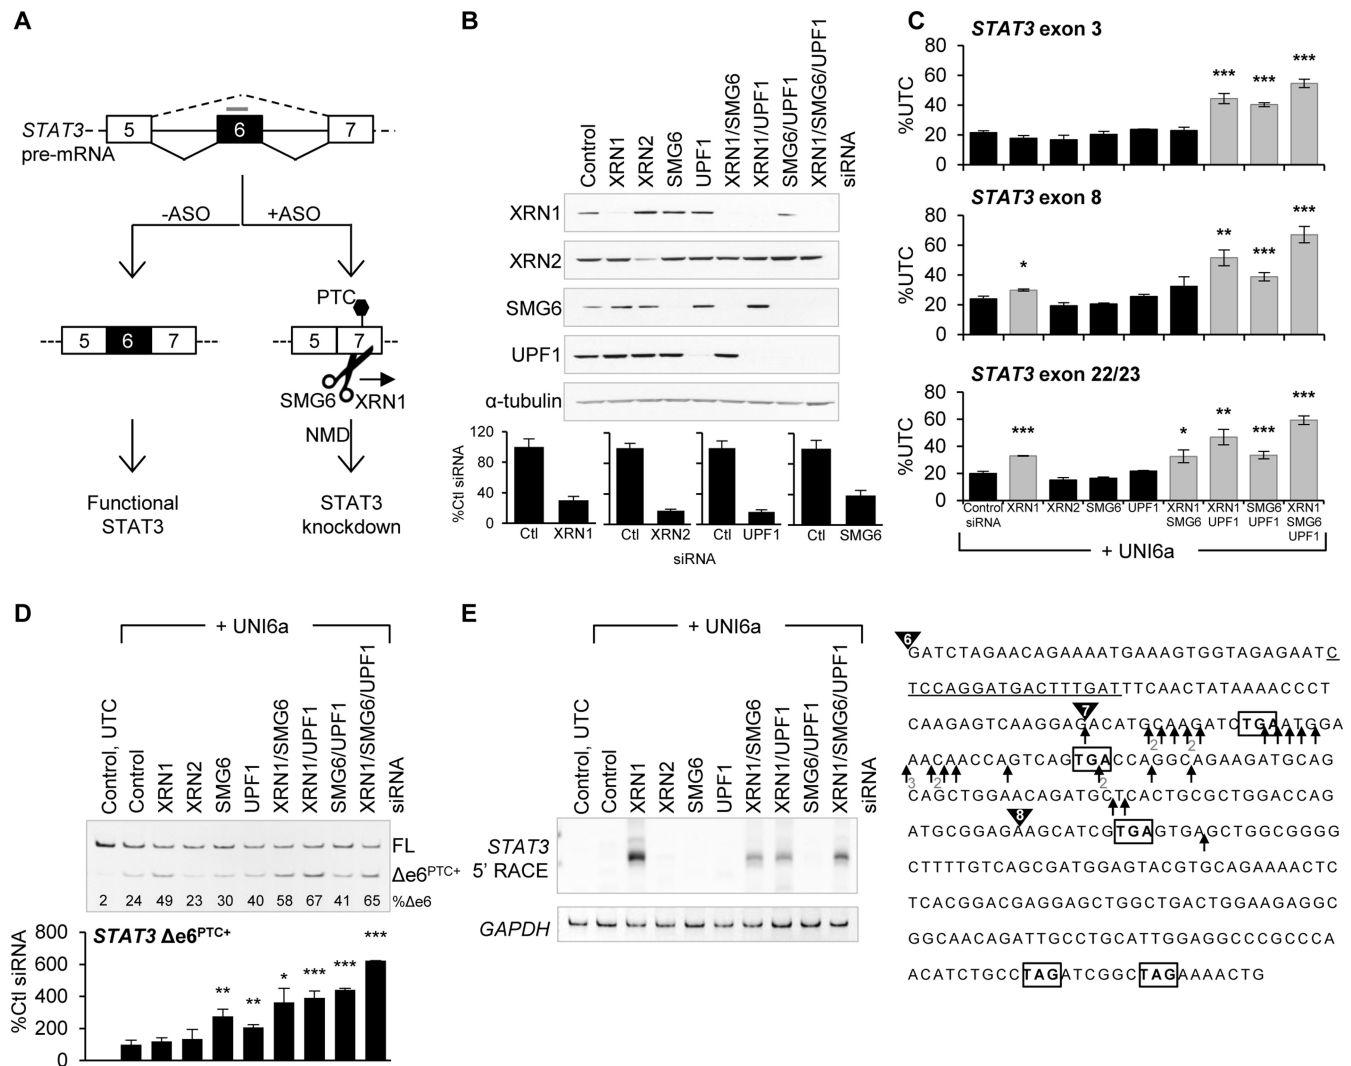 A
STAT3
pre-mRNA
5
6
7
-ASO
+ASO
PTC
5
6
7
5
7
SMG6
XRN1
NMD
Functional
STAT3
STAT3
knockdown
B
Control
XRN1
XRN2
SMG6
UPF1
XRN1/SMG6
XRN1/UPF1
SMG6/UPF1
XRN1/SMG6/UPF1
siRNA
XRN1
XRN2
SMG6
UPF1
α-tubulin
%Ctl siRNA
120
80
40
0
Ctl XRN1
Ctl XRN2
Ctl UPF1
Ctl SMG6
siRNA
C
STAT3 exon 3
%UTC
80
60
40
20
0
*** *** ***
STAT3 exon 8
%UTC
80
60
40
20
0
* ** *** ***
STAT3 exon 22/23
%UTC
80
60
40
20
0
*** * ** *** ***
Control siRNA
XRN1
XRN2
SMG6
UPF1
XRN1 SMG6
XRN1 UPF1
SMG6 UPF1
XRN1 SMG6 UPF1
+ UNI6a
D
+ UNI6a
Control, UTC
Control
XRN1
XRN2
SMG6
UPF1
XRN1/SMG6
XRN1/UPF1
SMG6/UPF1
XRN1/SMG6/UPF1
siRNA
FL
Δe6PTC+
2 24 49 23 30 40 58 67 41 65 %Δe6
STAT3 Δe6PTC+
%Ctl siRNA
800
600
400
200
0
** ** * *** *** ***
E
+ UNI6a
Control, UTC
Control
XRN1
XRN2
SMG6
UPF1
XRN1/SMG6
XRN1/UPF1
SMG6/UPF1
XRN1/SMG6/UPF1
siRNA
STAT3
5' RACE
GAPDH
6
GATCTAGAACAGAAAATGAAAGTGGTAGAGAATC
TCCAGGATGACTTTGATTTCAACTATAAAACCCT
7
CAAGAGTCAAGGAGACATGCAAGATCTGAATGGA
2 2
AACAACCAGTCAGTGACCAGGCAGAAGATGCAG
3 2 2
CAGCTGGAACAGATGCTCACTGCGCTGGACCAG
8
ATGCGGAGAAGCATCGTGAGTGAGCTGGCGGGG
CTTTTGTCAGCGATGGAGTACGTGCAGAAAACTC
TCACGGACGAGGAGCTGGCTGACTGGAAGAGGC
GGCAACAGATTGCCTGCATTGGAGGCCCGCCCA
ACATCTGCCTAGATCGGCTAGAAAACTG